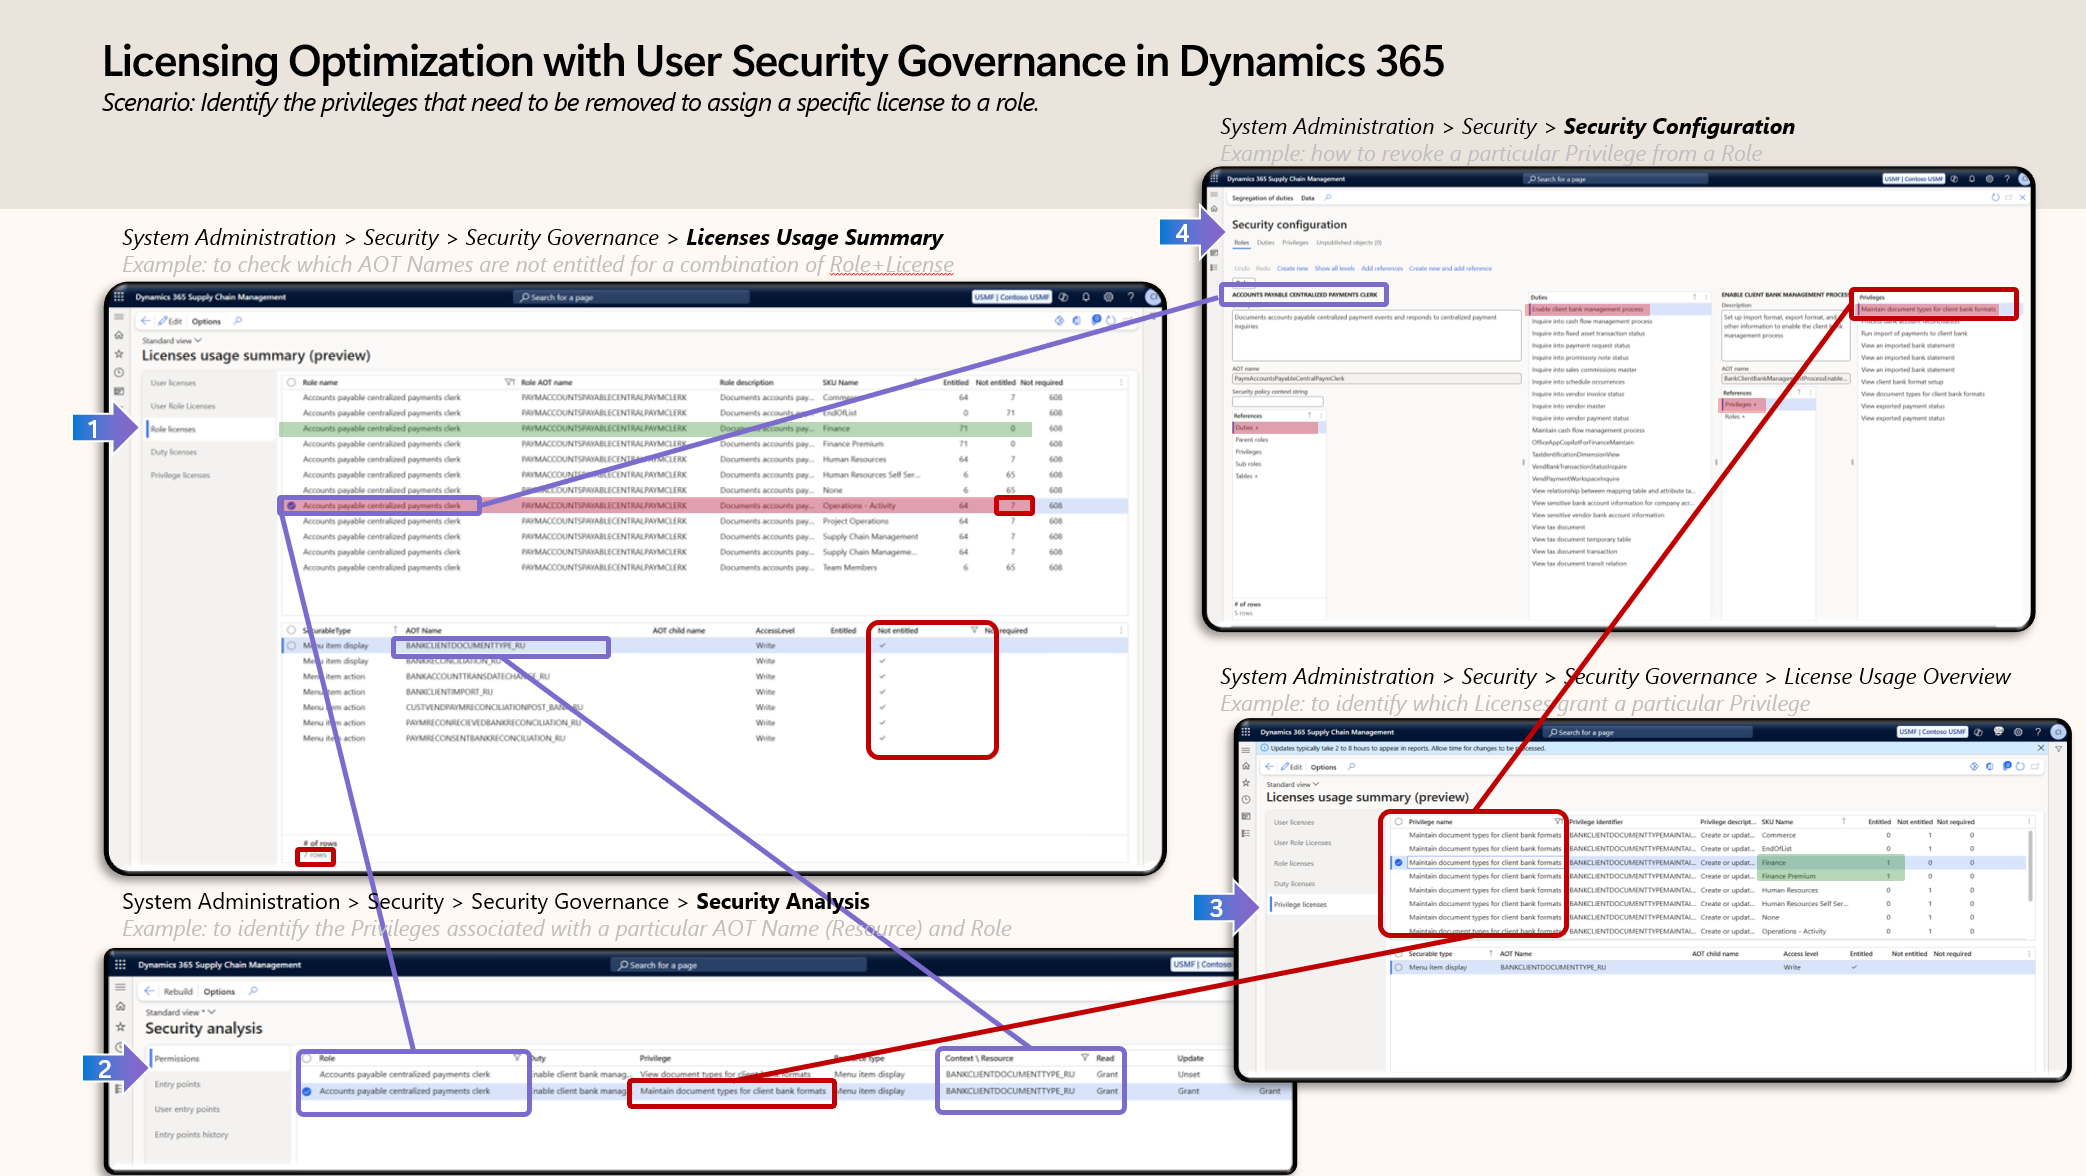 Licensing Optimization with User Security Governance in Dynamics 365
Scenario: Identify the privileges that need to be removed to assign a specific license to a role.
System Administration > Security > Security Governance > Licenses Usage Summary
Example: to check which AOT Names are not entitled for a combination of Role+License
1
Dynamics 365 Supply Chain Management
Search for a page
USMF | Contoso USMF
Edit Options
Standard view
Licenses usage summary (preview)
User licenses
User Role Licenses
Role licenses
Duty licenses
Privilege licenses
Role name Role AOT name Role description SKU Name Entitled Not entitled Not required
Accounts payable centralized payments clerk PAYMACCOUNTSPAYABLECENTRALPAYMCLERK Documents accounts pay... Commerce 64 7 608
Accounts payable centralized payments clerk PAYMACCOUNTSPAYABLECENTRALPAYMCLERK Documents accounts pay... EndOfList 0 71 608
Accounts payable centralized payments clerk PAYMACCOUNTSPAYABLECENTRALPAYMCLERK Documents accounts pay... Finance 71 0 608
Accounts payable centralized payments clerk PAYMACCOUNTSPAYABLECENTRALPAYMCLERK Documents accounts pay... Finance Premium 71 0 608
Accounts payable centralized payments clerk PAYMACCOUNTSPAYABLECENTRALPAYMCLERK Documents accounts pay... Human Resources 64 7 608
Accounts payable centralized payments clerk PAYMACCOUNTSPAYABLECENTRALPAYMCLERK Documents accounts pay... Human Resources Self Ser... 6 65 608
Accounts payable centralized payments clerk PAYMACCOUNTSPAYABLECENTRALPAYMCLERK Documents accounts pay... None 6 65 608
Accounts payable centralized payments clerk PAYMACCOUNTSPAYABLECENTRALPAYMCLERK Documents accounts pay... Operations - Activity 64 7 608
Accounts payable centralized payments clerk PAYMACCOUNTSPAYABLECENTRALPAYMCLERK Documents accounts pay... Project Operations 64 7 608
Accounts payable centralized payments clerk PAYMACCOUNTSPAYABLECENTRALPAYMCLERK Documents accounts pay... Supply Chain Management 64 7 608
Accounts payable centralized payments clerk PAYMACCOUNTSPAYABLECENTRALPAYMCLERK Documents accounts pay... Supply Chain Manageme... 64 7 608
Accounts payable centralized payments clerk PAYMACCOUNTSPAYABLECENTRALPAYMCLERK Documents accounts pay... Team Members 6 65 608
SecurableType AOT Name AOT child name AccessLevel Entitled Not entitled Not required
Menu item display BANKCLIENTDOCUMENTTYPE_RU Write
Menu item display BANKRECONCILIATION_RU Write
Menu item action BANKACCOUNTTRANSDATECHANGE_RU Write
Menu item action BANKCLIENTIMPORT_RU Write
Menu item action CUSTVENDPAYMRECONCILIATIONPOST_BANK_RU Write
Menu item action PAYMRECONRECIEVEDBANKRECONCILIATION_RU Write
Menu item action PAYMRECONSENTBANKRECONCILIATION_RU Write
# of rows
7 rows
System Administration > Security > Security Governance > Security Analysis
Example: to identify the Privileges associated with a particular AOT Name (Resource) and Role
2
Dynamics 365 Supply Chain Management
Search for a page
USMF | Contoso
Rebuild Options
Standard view *
Security analysis
Permissions
Entry points
User entry points
Entry points history
Role Duty Privilege Resource type Context \ Resource Read Update
Accounts payable centralized payments clerk Enable client bank manag... View document types for client bank formats Menu item display BANKCLIENTDOCUMENTTYPE_RU Grant Unset
Accounts payable centralized payments clerk Enable client bank manag... Maintain document types for client bank formats Menu item display BANKCLIENTDOCUMENTTYPE_RU Grant Grant Grant
System Administration > Security > Security Configuration
Example: how to revoke a particular Privilege from a Role
4
Dynamics 365 Supply Chain Management
Search for a page
USMF | Contoso USMF
Segregation of duties Data
Security configuration
Roles Duties Privileges Unpublished objects (0)
Undo Redo Create new Show all levels Add references Create new and add reference
ACCOUNTS PAYABLE CENTRALIZED PAYMENTS CLERK
Documents accounts payable centralized payment events and responds to centralized payment
inquiries
AOT name
PaymAccountsPayableCentralPaymClerk
Security policy context string
References
Duties +
Parent roles
Privileges
Sub roles
Tables +
# of rows
5 rows
Duties
Enable client bank management process
Inquire into cash flow management process
Inquire into fixed asset transaction status
Inquire into payment request status
Inquire into promissory note status
Inquire into sales commissions master
Inquire into schedule occurrences
Inquire into vendor invoice status
Inquire into vendor master
Inquire into vendor payment status
Maintain cash flow management process
OfficeAppCopilotForFinanceMaintain
TaxIdentificationDimensionView
VendBankTransactionStatusInquire
VendPaymentWorkspaceInquire
View relationship between mapping table and attribute ta...
View sensitive bank account information for company acc...
View sensitive vendor bank account information
View tax document
View tax document temporary table
View tax document transaction
View tax document transit relation
ENABLE CLIENT BANK MANAGEMENT PROCESS
Description
Set up import format, export format, and
other information to enable the client bank
management process
AOT name
BankClientBankManagementProcessEnable...
References
Privileges +
Roles +
Privileges
Maintain document types for client bank formats
Process bank account reconciliation
Run import of payments to client bank
View an imported bank statement
View an imported bank statement
View an imported bank statement
View client bank format setup
View document types for client bank formats
View exported payment status
View exported payment status
System Administration > Security > Security Governance > License Usage Overview
Example: to identify which Licenses grant a particular Privilege
3
Dynamics 365 Supply Chain Management
Search for a page
USMF | Contoso USMF
Updates typically take 2 to 8 hours to appear in reports. Allow time for changes to be processed.
Edit Options
Standard view
Licenses usage summary (preview)
User licenses
User Role Licenses
Role licenses
Duty licenses
Privilege licenses
Privilege name Privilege identifier Privilege descript... SKU Name Entitled Not entitled Not required
Maintain document types for client bank formats BANKCLIENTDOCUMENTTYPEMAINTAI... Create or updat... Commerce 0 1 0
Maintain document types for client bank formats BANKCLIENTDOCUMENTTYPEMAINTAI... Create or updat... EndOfList 0 1 0
Maintain document types for client bank formats BANKCLIENTDOCUMENTTYPEMAINTAI... Create or updat... Finance 1 0 0
Maintain document types for client bank formats BANKCLIENTDOCUMENTTYPEMAINTAI... Create or updat... Finance Premium 1 0 0
Maintain document types for client bank formats BANKCLIENTDOCUMENTTYPEMAINTAI... Create or updat... Human Resources 0 1 0
Maintain document types for client bank formats BANKCLIENTDOCUMENTTYPEMAINTAI... Create or updat... Human Resources Self Ser... 0 1 0
Maintain document types for client bank formats BANKCLIENTDOCUMENTTYPEMAINTAI... Create or updat... None 0 1 0
Maintain document types for client bank formats BANKCLIENTDOCUMENTTYPEMAINTAI... Create or updat... Operations - Activity 0 1 0
Securable type AOT Name AOT child name Access level Entitled Not entitled Not required
Menu item display BANKCLIENTDOCUMENTTYPE_RU Write